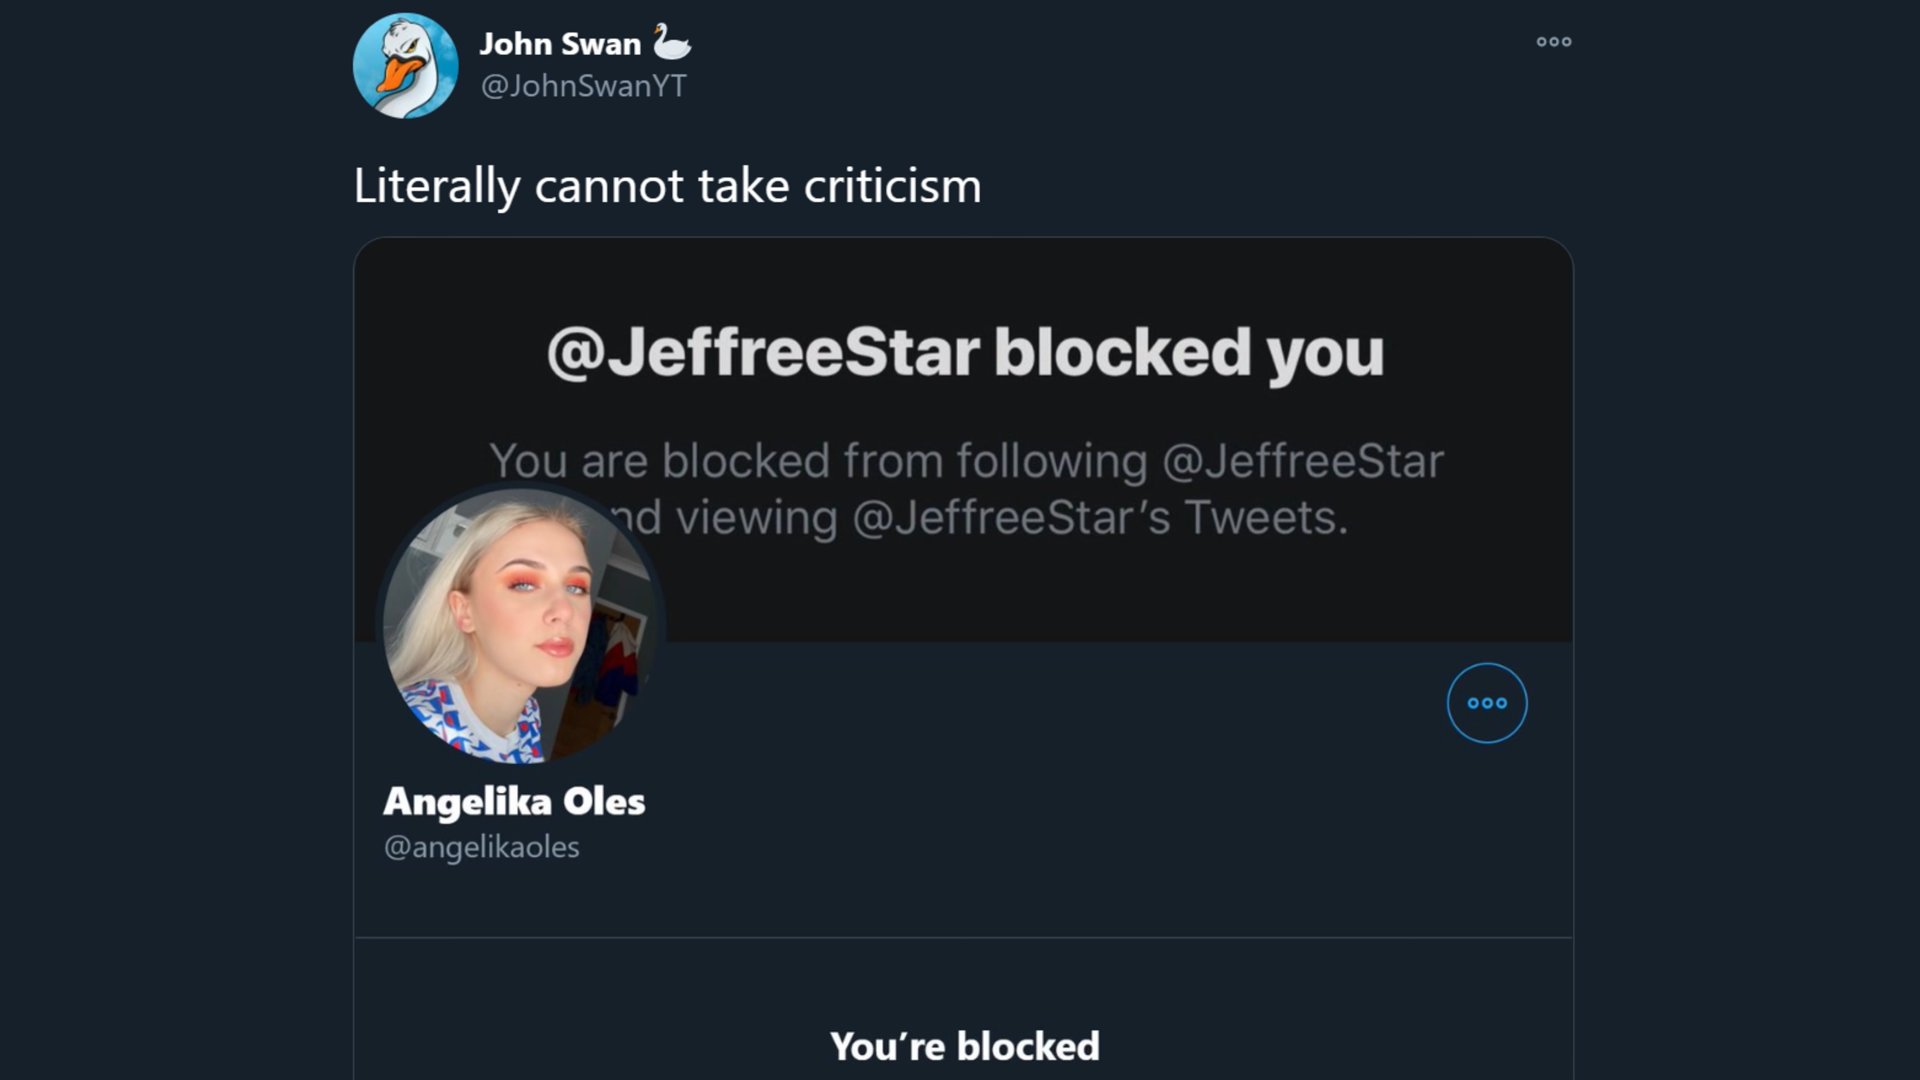 John Swan 🦢
@JohnSwanYT
Literally cannot take criticism
@JeffreeStar blocked you
You are blocked from following @JeffreeStar
nd viewing @JeffreeStar's Tweets.
Angelika Oles
@angelikaoles
You're blocked